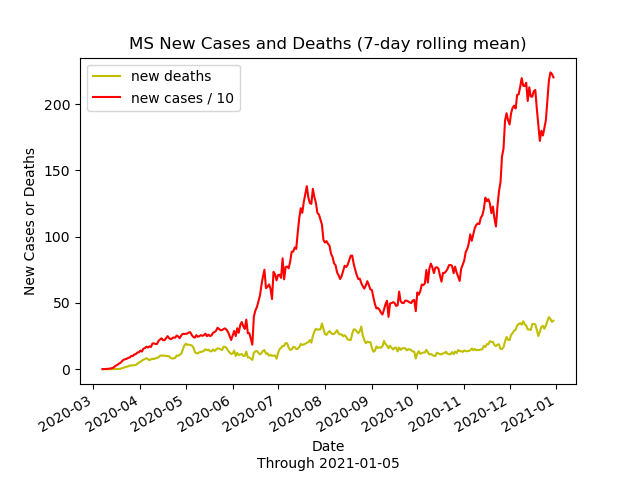 MS New Cases and Deaths (7-day rolling mean)
new deaths
new cases / 10
New Cases or Deaths
200
150
100
50
0
2020-03
2020-04
2020-05
2020-06
2020-07
2020-08
2020-09
2020-10
2020-11
2020-12
2021-01
Date
Through 2021-01-05